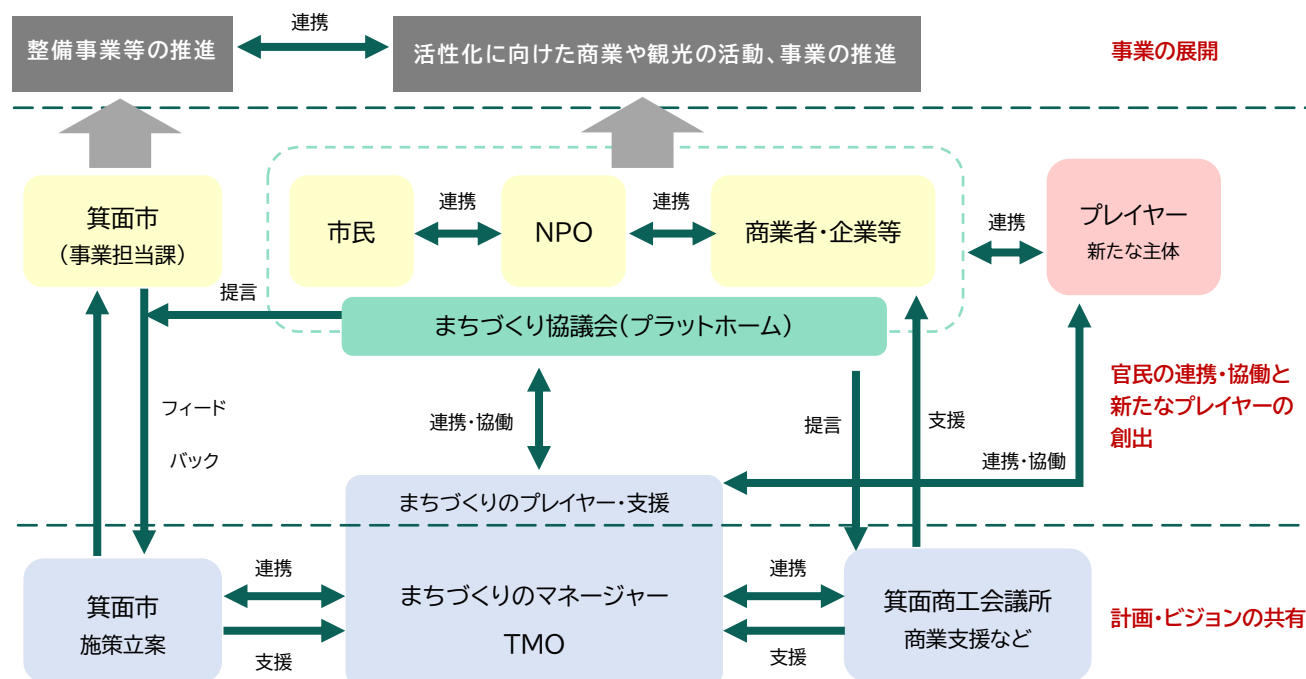 連携
整備事業等の推進
活性化に向けた商業や観光の活動、事業の推進
事業の展開
箕面市
（事業担当課）
市民
連携
NPO
連携
商業者・企業等
連携
プレイヤー
新たな主体
提言
まちづくり協議会（プラットホーム）
フィード
バック
連携・協働
提言
支援
連携・協働
官民の連携・協働と
新たなプレイヤーの
創出
まちづくりのプレイヤー・支援
箕面市
施策立案
連携
支援
まちづくりのマネージャー
TMO
連携
支援
箕面商工会議所
商業支援など
計画・ビジョンの共有